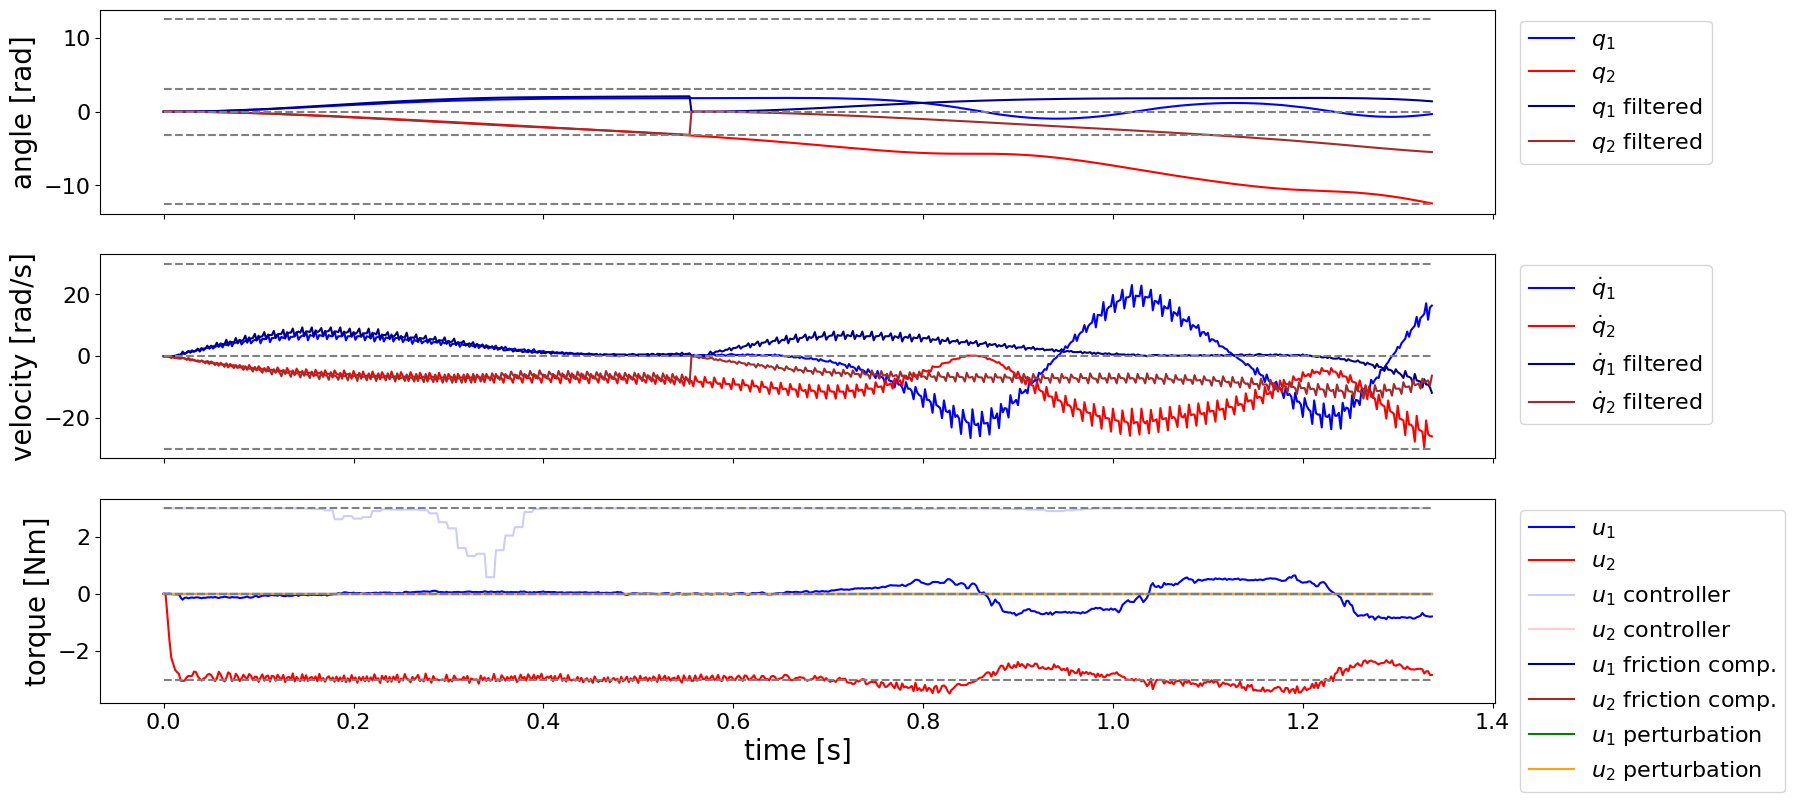 angle [rad]
10
0
−10
q₁
q₂
q₁ filtered
q₂ filtered
velocity [rad/s]
20
0
−20
q̇₁
q̇₂
q̇₁ filtered
q̇₂ filtered
torque [Nm]
2
0
−2
u₁
u₂
u₁ controller
u₂ controller
u₁ friction comp.
u₂ friction comp.
u₁ perturbation
u₂ perturbation
0.0 0.2 0.4 0.6 0.8 1.0 1.2 1.4
time [s]